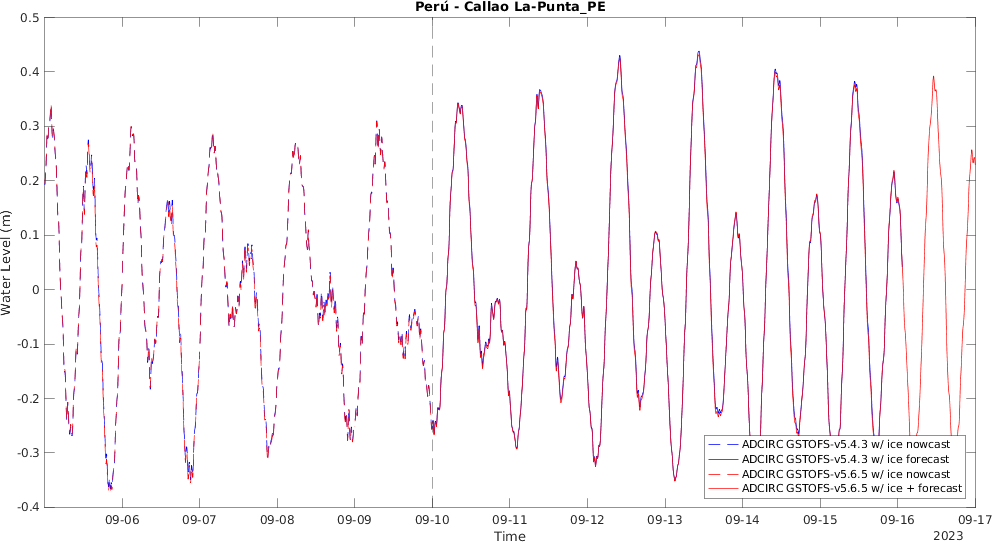 Perú - Callao La-Punta_PE
0.5
0.4
0.3
0.2
0.1
0
-0.1
-0.2
-0.3
-0.4
Water Level (m)
ADCIRC GSTOFS-v5.4.3 w/ ice nowcast
ADCIRC GSTOFS-v5.4.3 w/ ice forecast
ADCIRC GSTOFS-v5.6.5 w/ ice nowcast
ADCIRC GSTOFS-v5.6.5 w/ ice + forecast
09-06 09-07 09-08 09-09 09-10 09-11 09-12 09-13 09-14 09-15 09-16 09-17
Time
2023